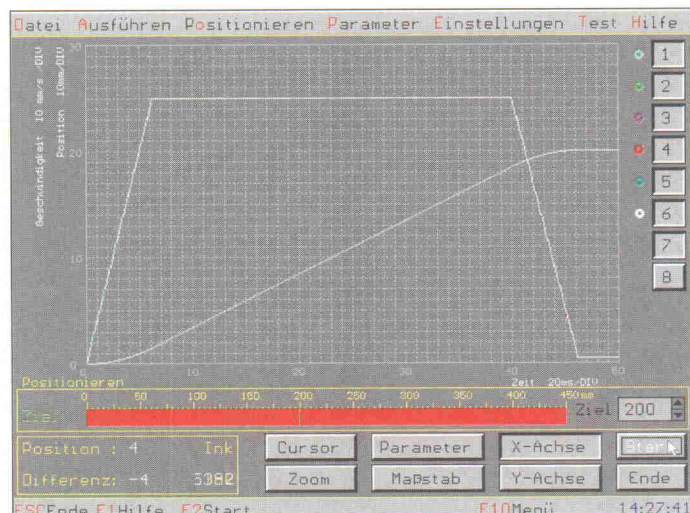 Datei Ausführen Positionieren Parameter Einstellungen Test Hilfe
Geschwindigkeit 10 mm/s /DIV
Position 10mm/DIV
30
20
10
0
0 10 20 30 40 50 60
Zeit 20ms/DIV
1
2
3
4
5
6
7
8
Positionieren
0 50 100 150 200 250 300 350 400 450 mm
Ziel
Ziel 200
Position : 4 Ink
Differenz: -4
Cursor Parameter X-Achse Start
Zoom Maßstab Y-Achse Ende
ESCEnde F1Hilfe F2Start F10Menü 14:27:41